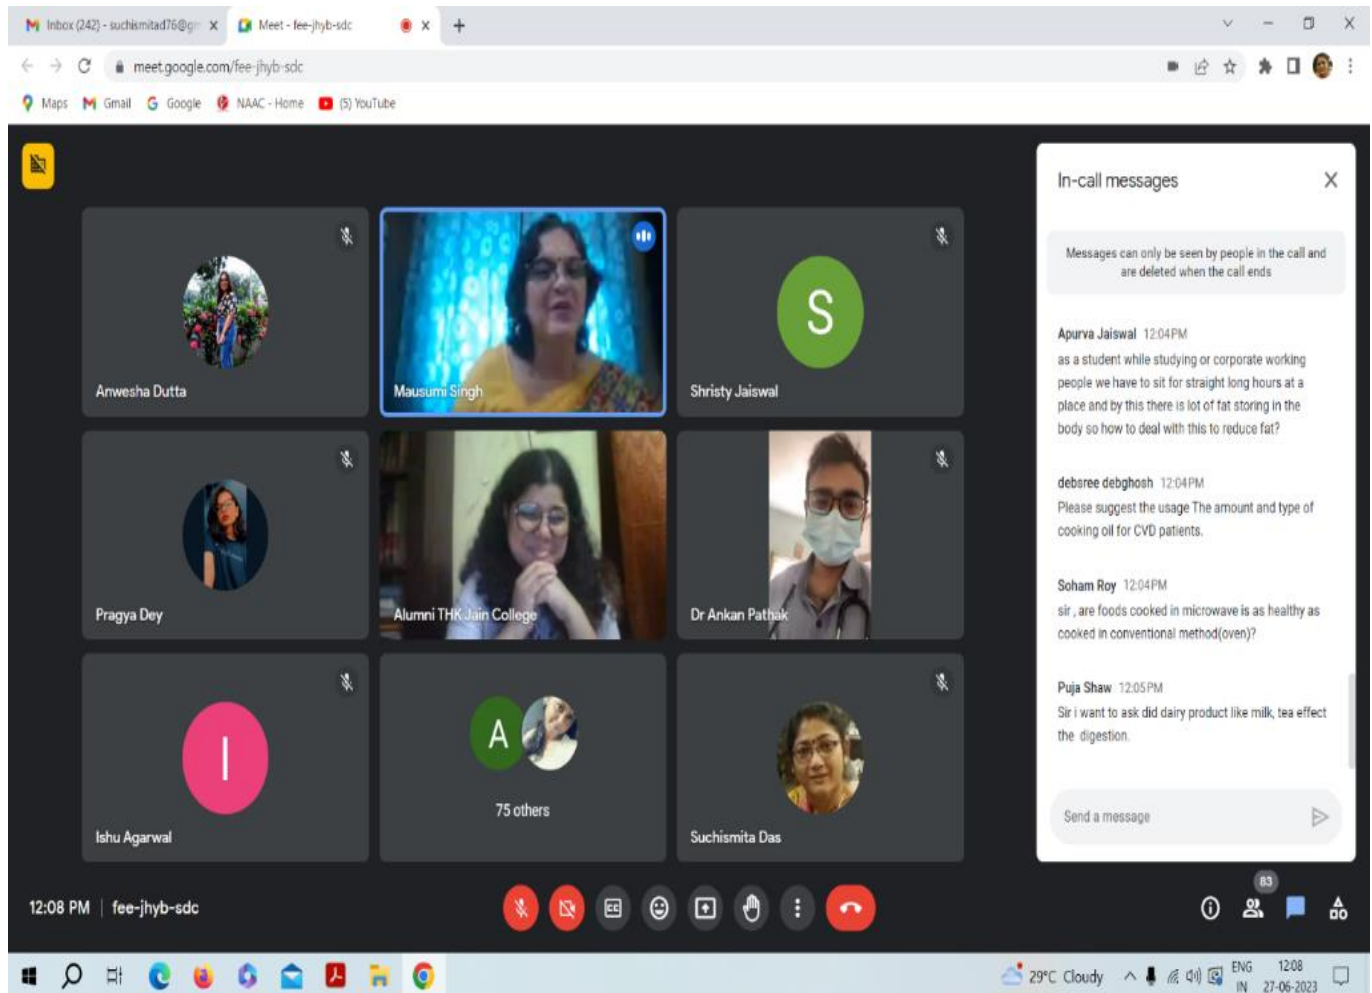 Inbox (242) - suchismitad76@gm
Meet - fee-jhyb-sdc
meet.google.com/fee-jhyb-sdc
Maps
Gmail
Google
NAAC - Home
(5) YouTube
Anwesha Dutta
Mausumi Singh
S
Shristy Jaiswal
Pragya Dey
Alumni THK Jain College
Dr Ankan Pathak
I
Ishu Agarwal
A
75 others
Suchismita Das
In-call messages
Messages can only be seen by people in the call and
are deleted when the call ends
Apurva Jaiswal 12:04PM
as a student while studying or corporate working
people we have to sit for straight long hours at a
place and by this there is lot of fat storing in the
body so how to deal with this to reduce fat?
debsree debghosh 12:04PM
Please suggest the usage The amount and type of
cooking oil for CVD patients.
Soham Roy 12:04PM
sir , are foods cooked in microwave is as healthy as
cooked in conventional method(oven)?
Puja Shaw 12:05PM
Sir i want to ask did dairy product like milk, tea effect
the digestion.
Send a message
12:08 PM | fee-jhyb-sdc
CC
83
29°C Cloudy
ENG
IN
12:08
27-06-2023